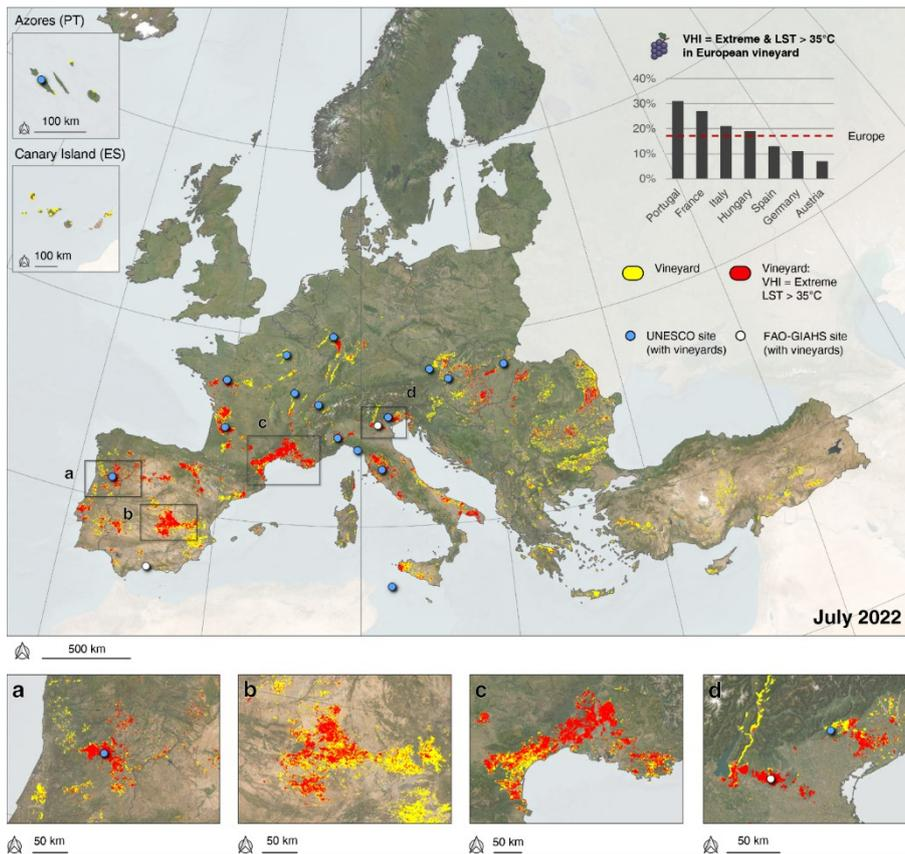 Azores (PT)
100 km
Canary Island (ES)
100 km
VHI = Extreme & LST > 35°C
in European vineyard
40%
30%
20%
10%
0%
Europe
Portugal
France
Italy
Hungary
Spain
Germany
Austria
Vineyard
Vineyard:
VHI = Extreme
LST > 35°C
UNESCO site
(with vineyards)
FAO-GIAHS site
(with vineyards)
d
c
a
b
July 2022
500 km
a
b
c
d
50 km
50 km
50 km
50 km